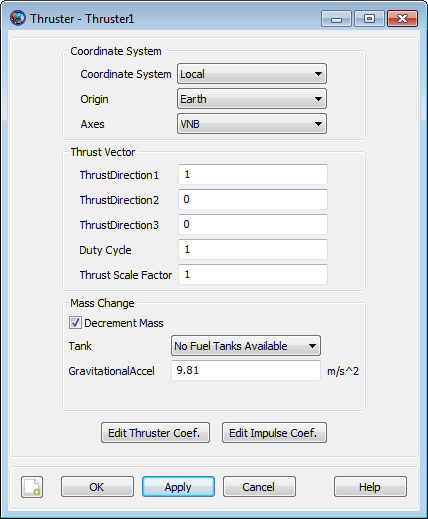 Thruster - Thruster1
Coordinate System
Coordinate System Local
Origin Earth
Axes VNB
Thrust Vector
ThrustDirection1 1
ThrustDirection2 0
ThrustDirection3 0
Duty Cycle 1
Thrust Scale Factor 1
Mass Change
Decrement Mass
Tank No Fuel Tanks Available
GravitationalAccel 9.81 m/s^2
Edit Thruster Coef. Edit Impulse Coef.
OK Apply Cancel Help